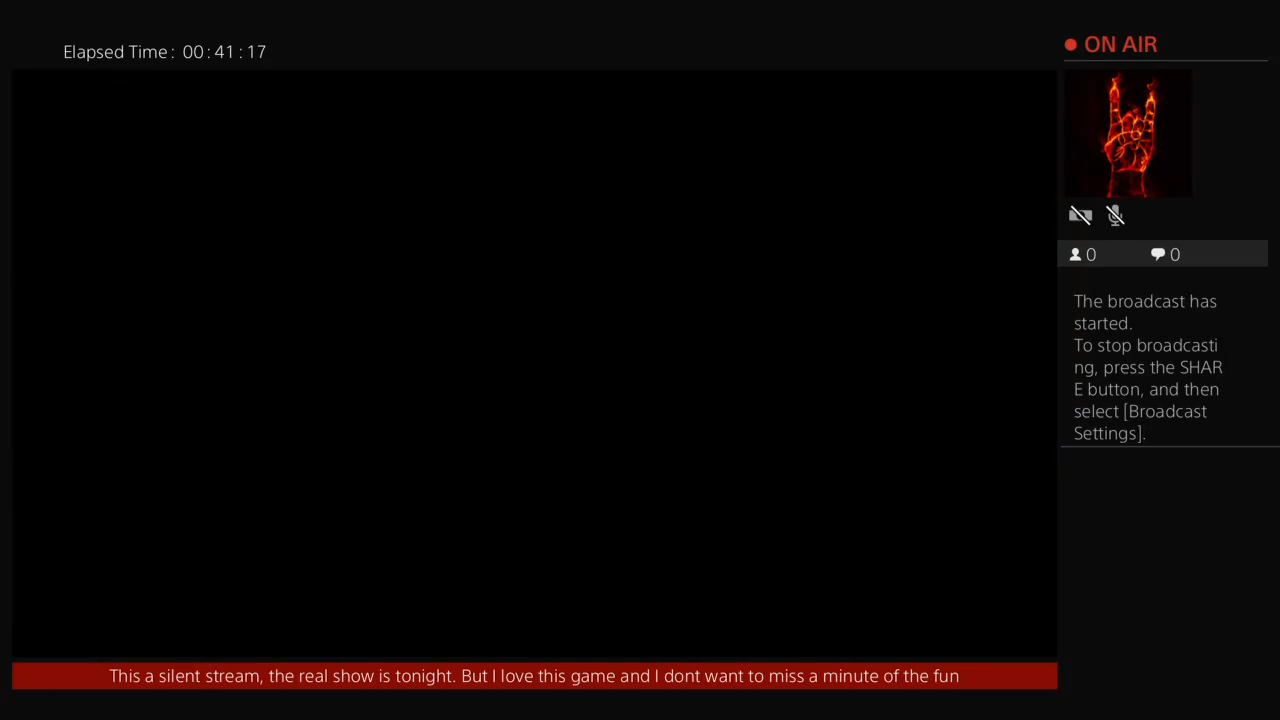 Elapsed Time: 00:41:17
ON AIR
0 0
The broadcast has
started.
To stop broadcasti
ng, press the SHAR
E button, and then
select [Broadcast
Settings].
This a silent stream, the real show is tonight. But I love this game and I dont want to miss a minute of the fun